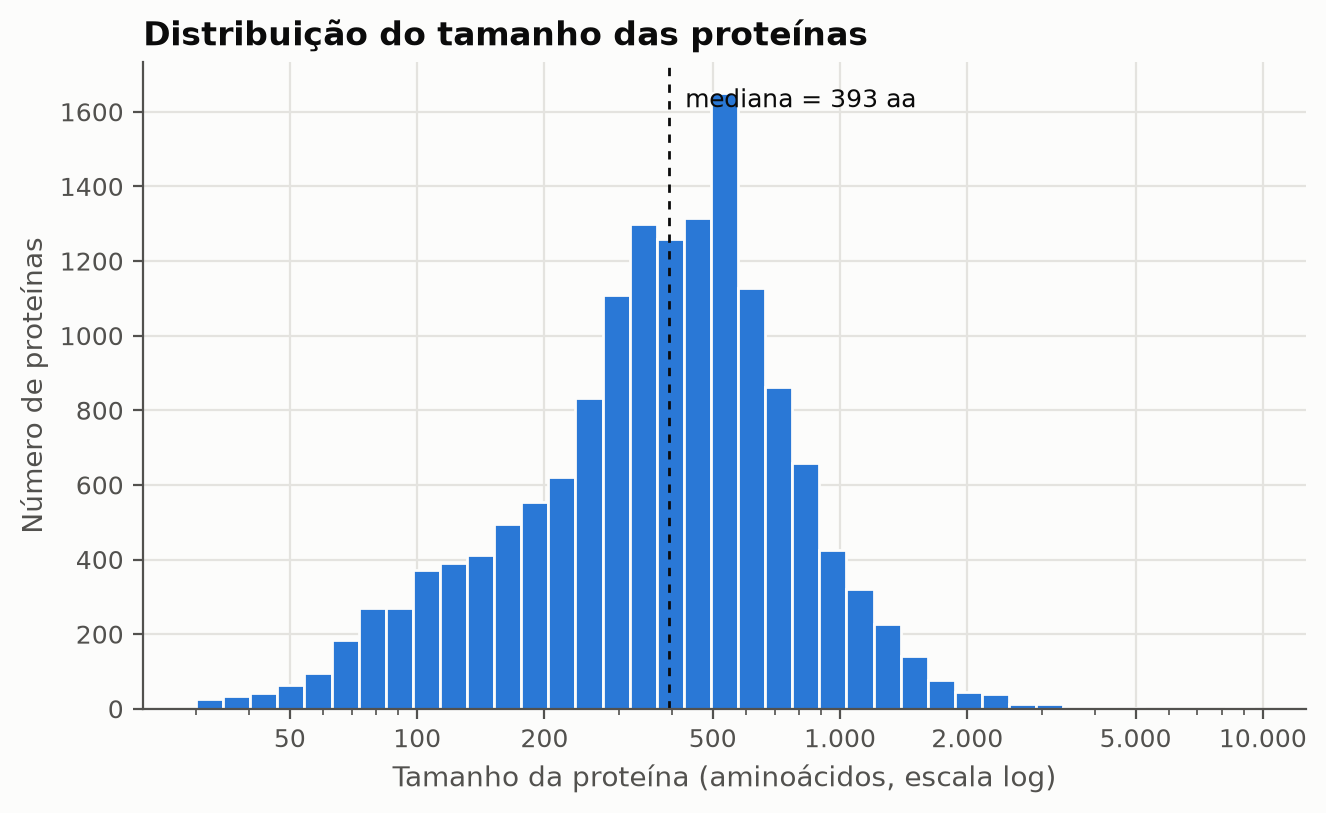 Distribuição do tamanho das proteínas
mediana = 393 aa
Número de proteínas
1600
1400
1200
1000
800
600
400
200
0
50 100 200 500 1.000 2.000 5.000 10.000
Tamanho da proteína (aminoácidos, escala log)